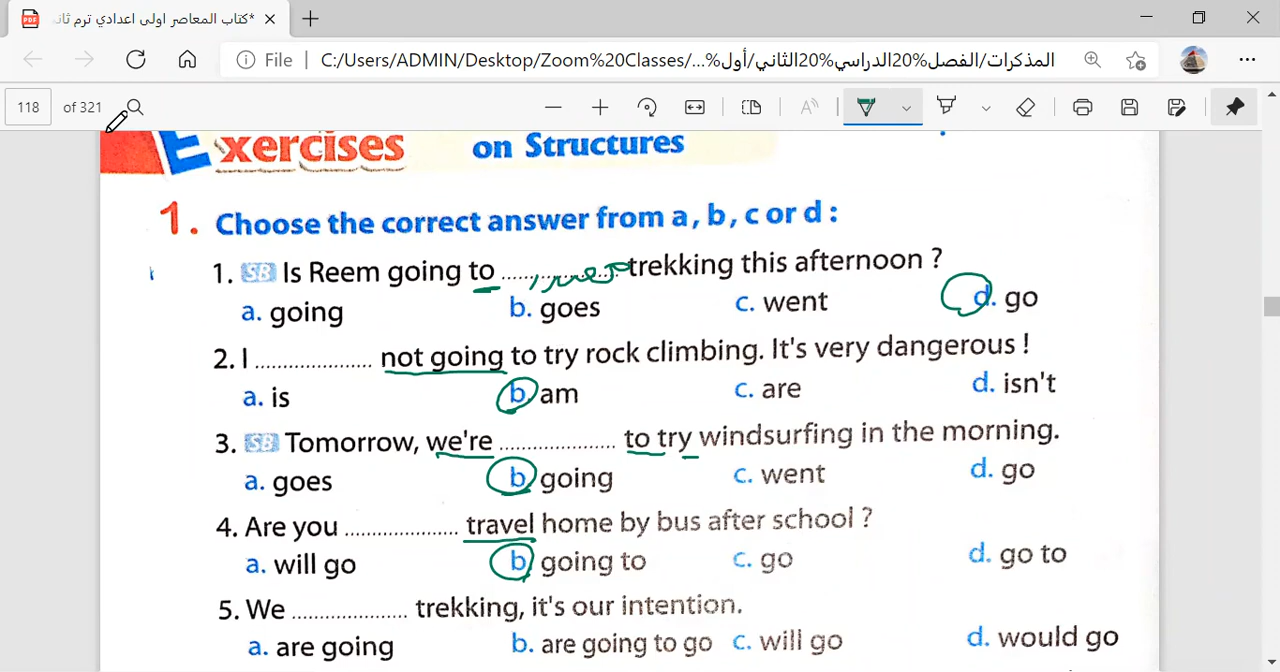 *كتاب المعاصر اولى اعدادي ترم ثانـ
File
C:/Users/ADMIN/Desktop/Zoom%20Classes/...المذكرات/الفصل%20الدراسي%20الثاني/أول%
118 of 321
Exercises on Structures
1. Choose the correct answer from a, b, c or d :
1. SB Is Reem going to .................... trekking this afternoon ?
a. going b. goes c. went d. go
2. I .................... not going to try rock climbing. It's very dangerous !
a. is b. am c. are d. isn't
3. SB Tomorrow, we're .................... to try windsurfing in the morning.
a. goes b. going c. went d. go
4. Are you .................... travel home by bus after school ?
a. will go b. going to c. go d. go to
5. We .................... trekking, it's our intention.
a. are going b. are going to go c. will go d. would go